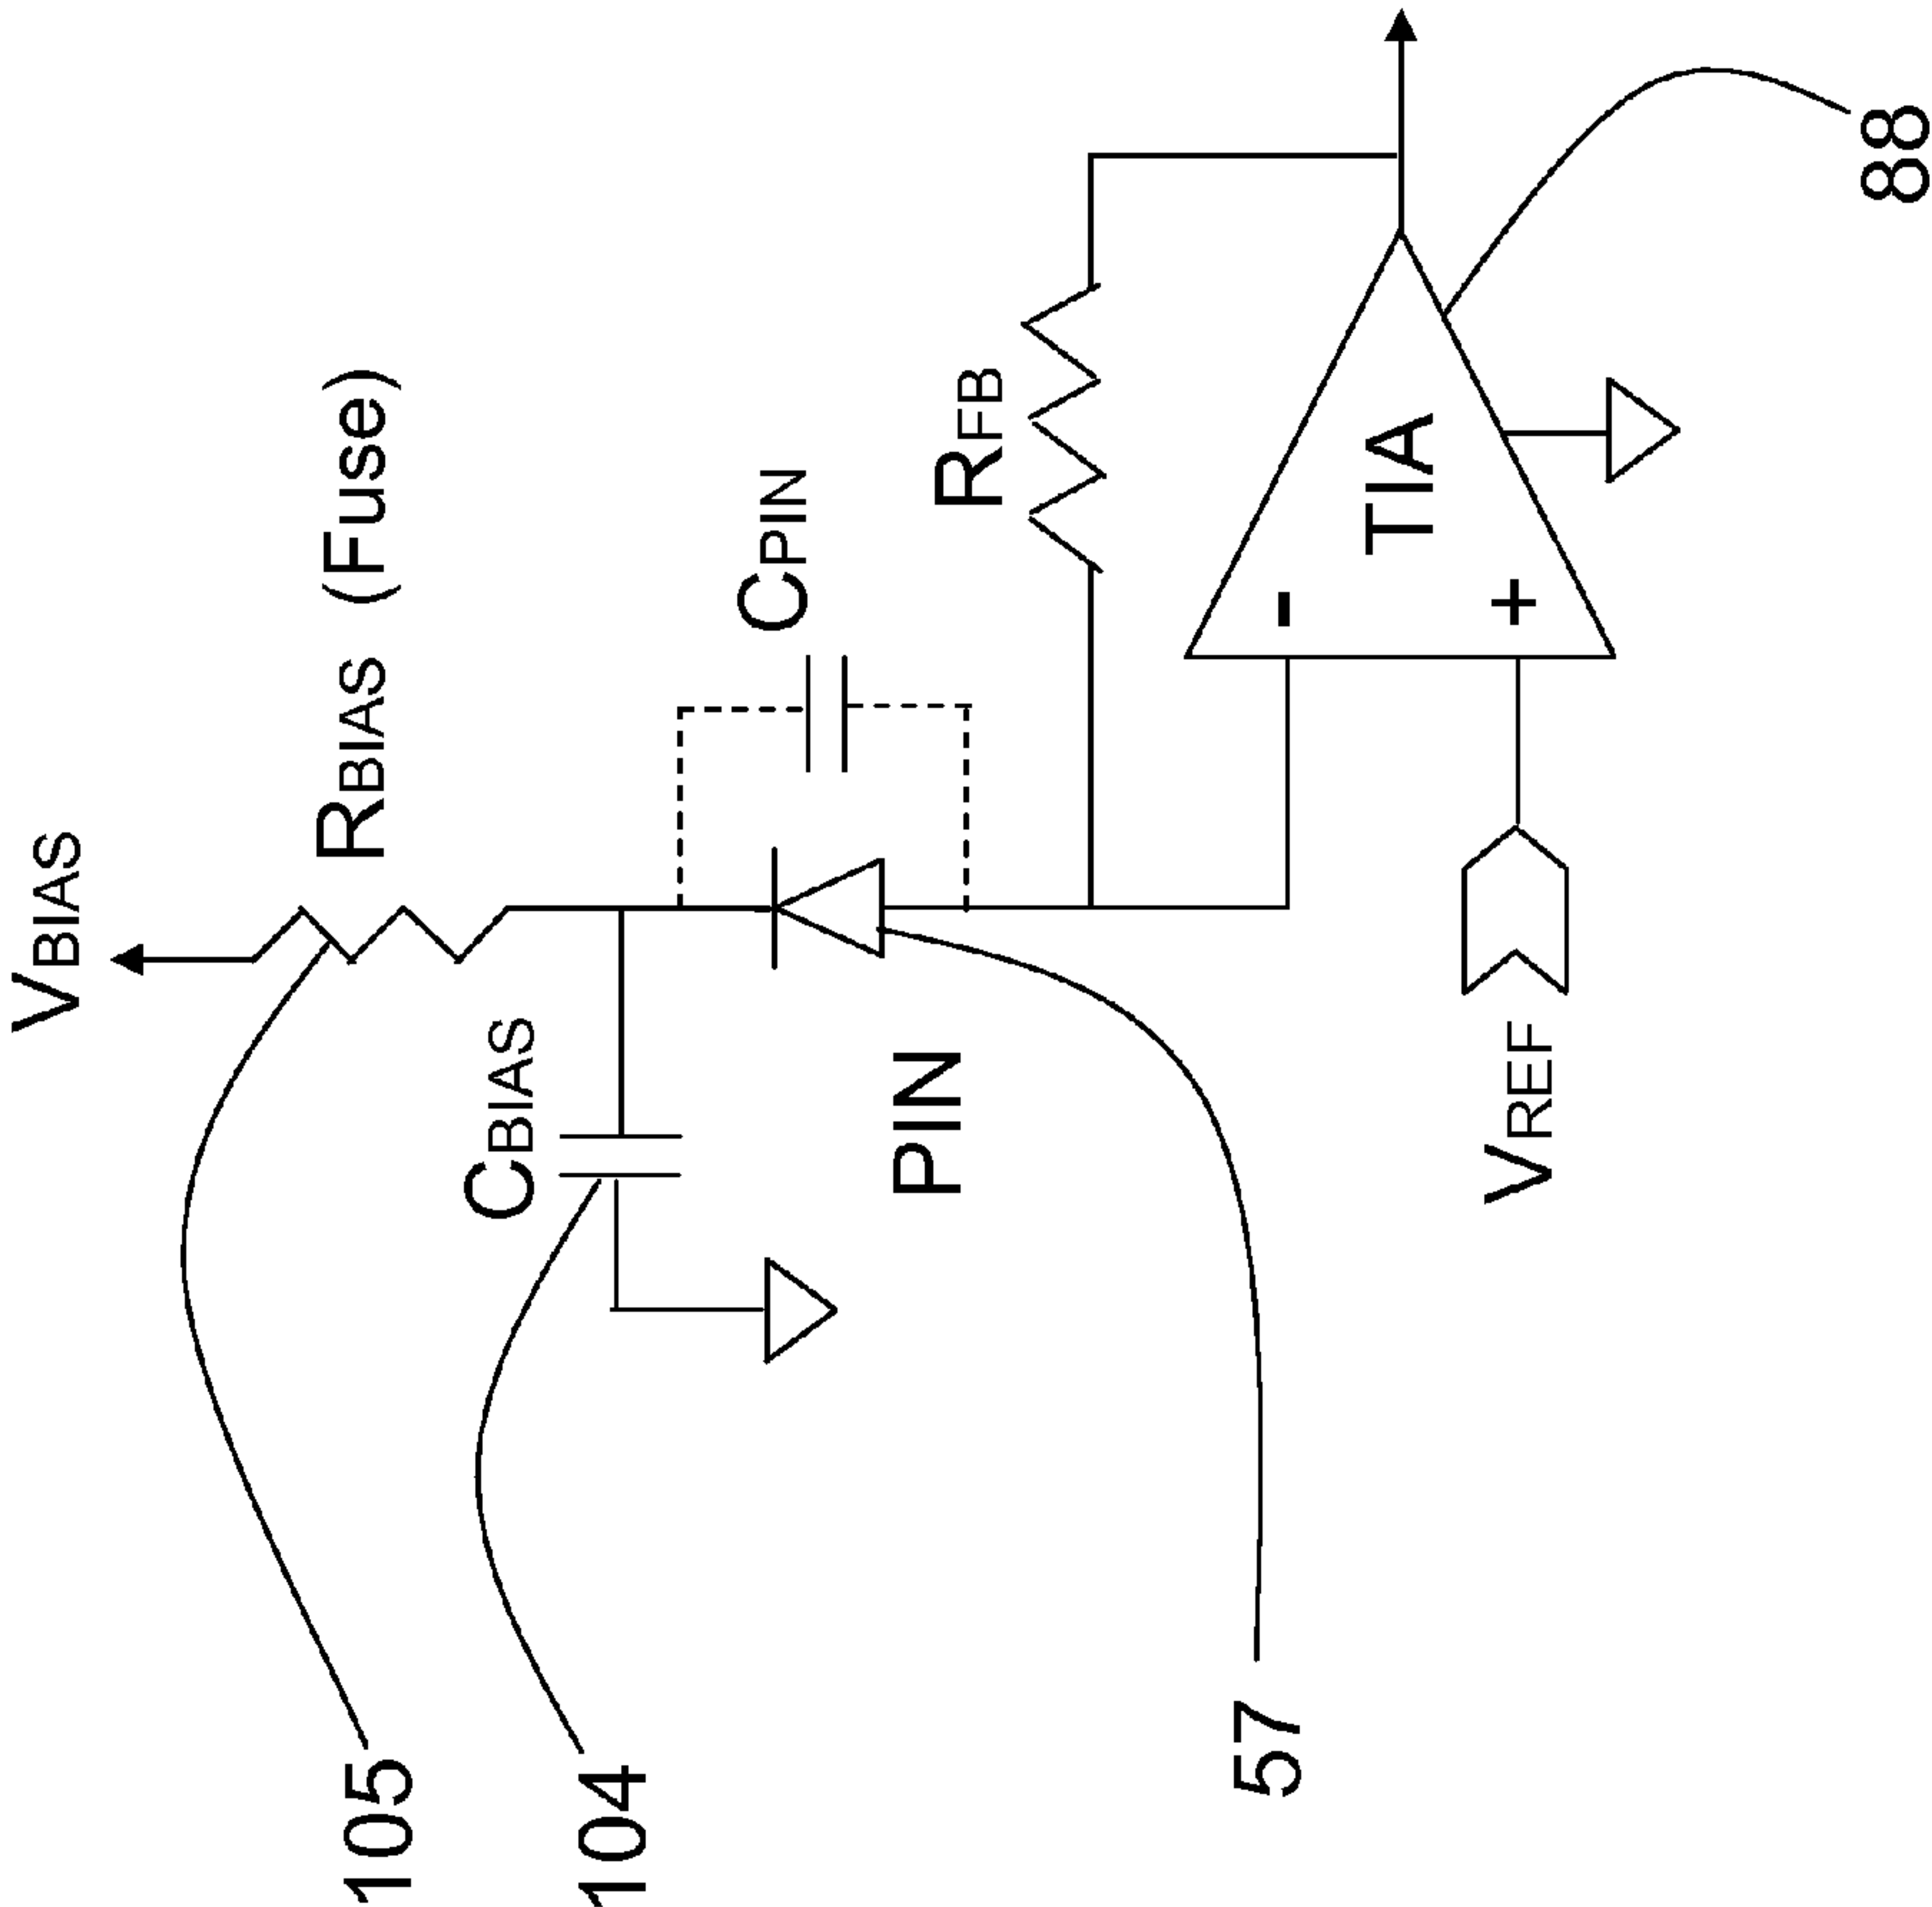 VBIAS
RBIAS (Fuse)
CBIAS
CPIN
PIN
RFB
TIA
-
+
VREF
105
104
57
88